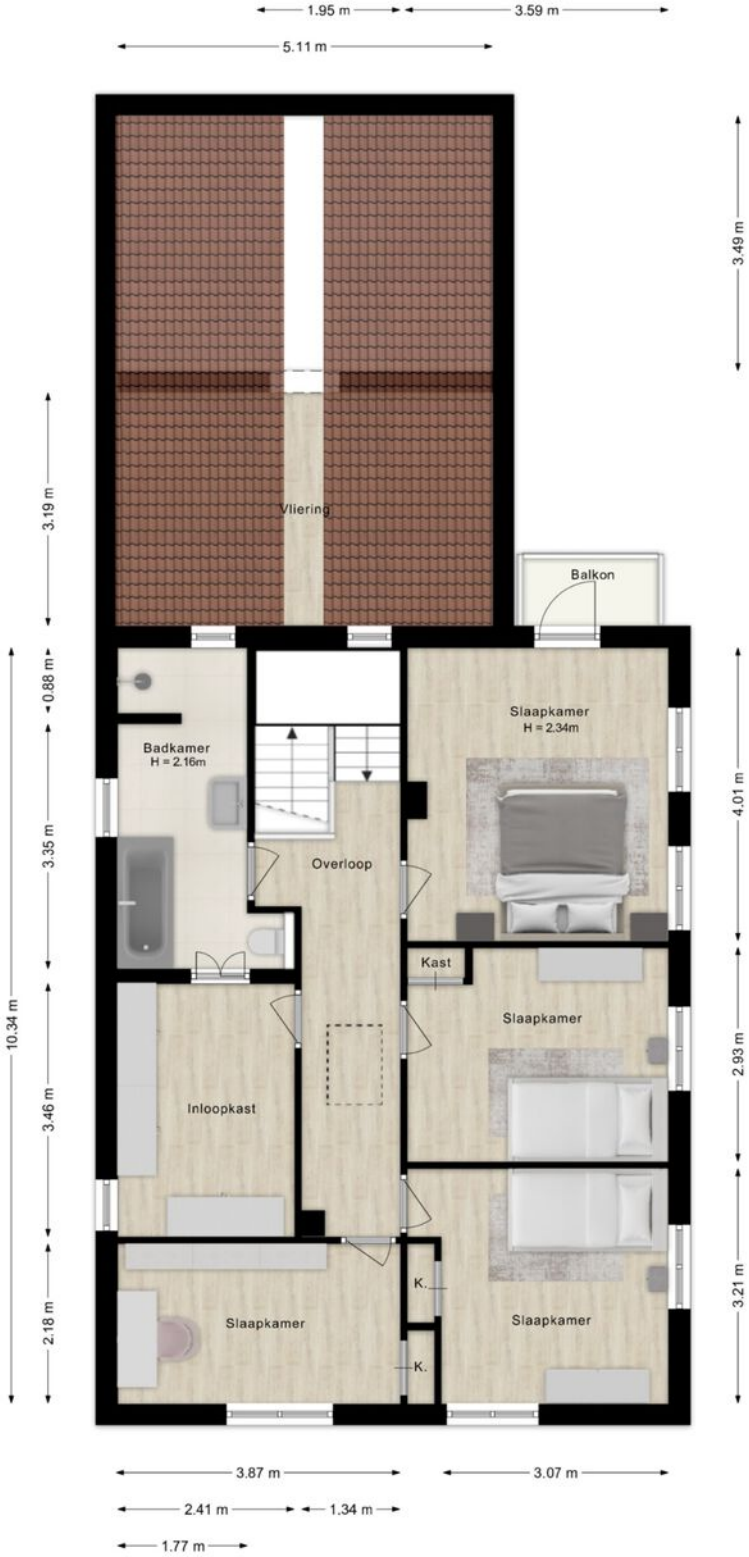 1.95 m
3.59 m
5.11 m
3.49 m
3.19 m
Vliering
Balkon
0.88 m
Slaapkamer
H = 2.34m
Badkamer
H = 2.16m
4.01 m
3.35 m
Overloop
Kast
Slaapkamer
10.34 m
2.93 m
3.46 m
Inloopkast
K.
3.21 m
2.18 m
Slaapkamer
Slaapkamer
K.
3.87 m
3.07 m
2.41 m
1.34 m
1.77 m